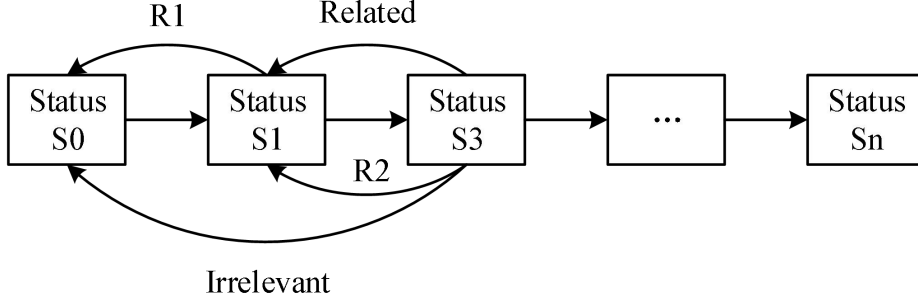 R1
Related
Status
S0
Status
S1
Status
S3
...
Status
Sn
R2
Irrelevant